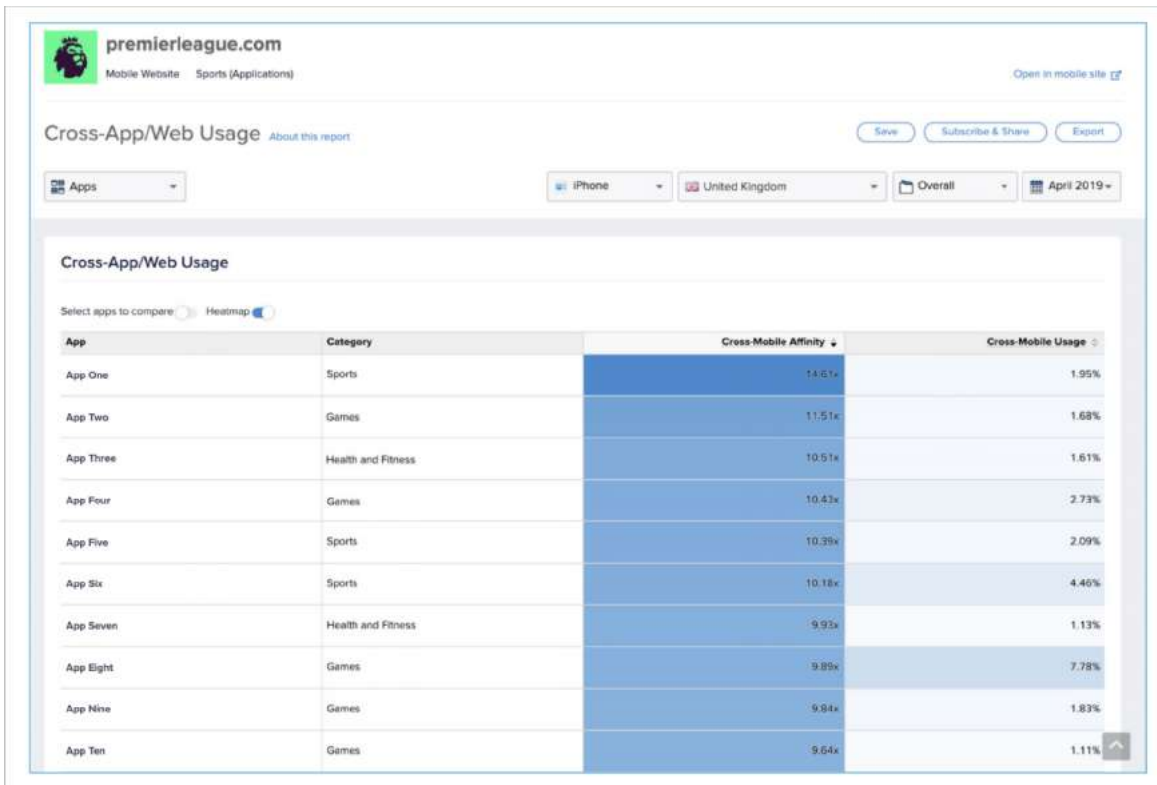 premierleague.com
Mobile Website Sports (Applications)
Open in mobile site
Cross-App/Web Usage About this report
Save Subscribe & Share Export
Apps iPhone United Kingdom Overall April 2019
Cross-App/Web Usage
Select apps to compare Heatmap
App Category Cross-Mobile Affinity Cross-Mobile Usage
App One Sports 14.61x 1.95%
App Two Games 11.51x 1.68%
App Three Health and Fitness 10.51x 1.61%
App Four Games 10.43x 2.73%
App Five Sports 10.39x 2.09%
App Six Sports 10.18x 4.46%
App Seven Health and Fitness 9.93x 1.13%
App Eight Games 9.89x 7.78%
App Nine Games 9.84x 1.83%
App Ten Games 9.64x 1.11%